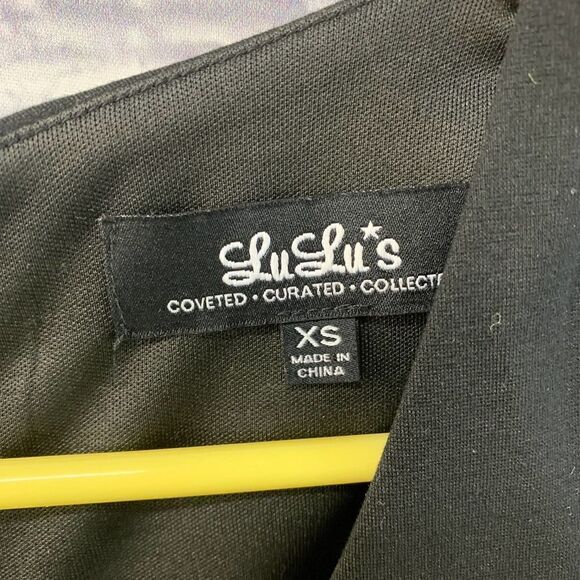 LuLu*s
COVETED • CURATED • COLLECTE
XS
MADE IN
CHINA